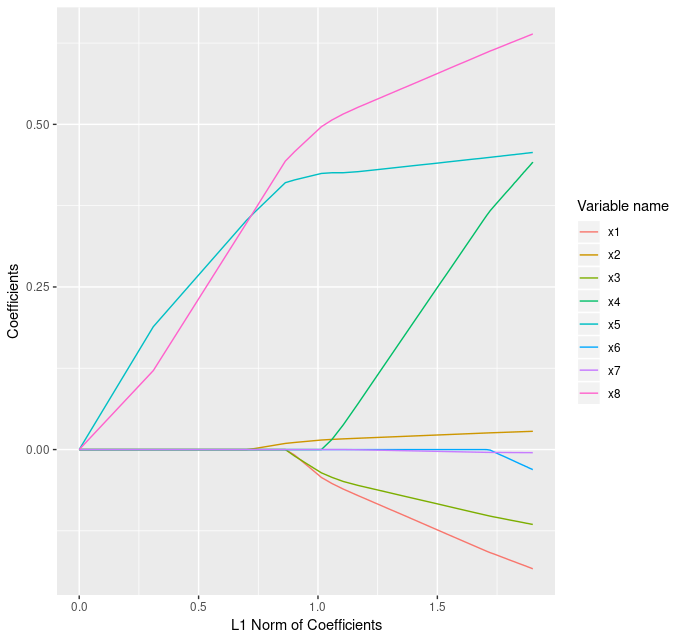 0.50
0.25
0.00
Coefficients
0.0 0.5 1.0 1.5
L1 Norm of Coefficients
Variable name
x1
x2
x3
x4
x5
x6
x7
x8